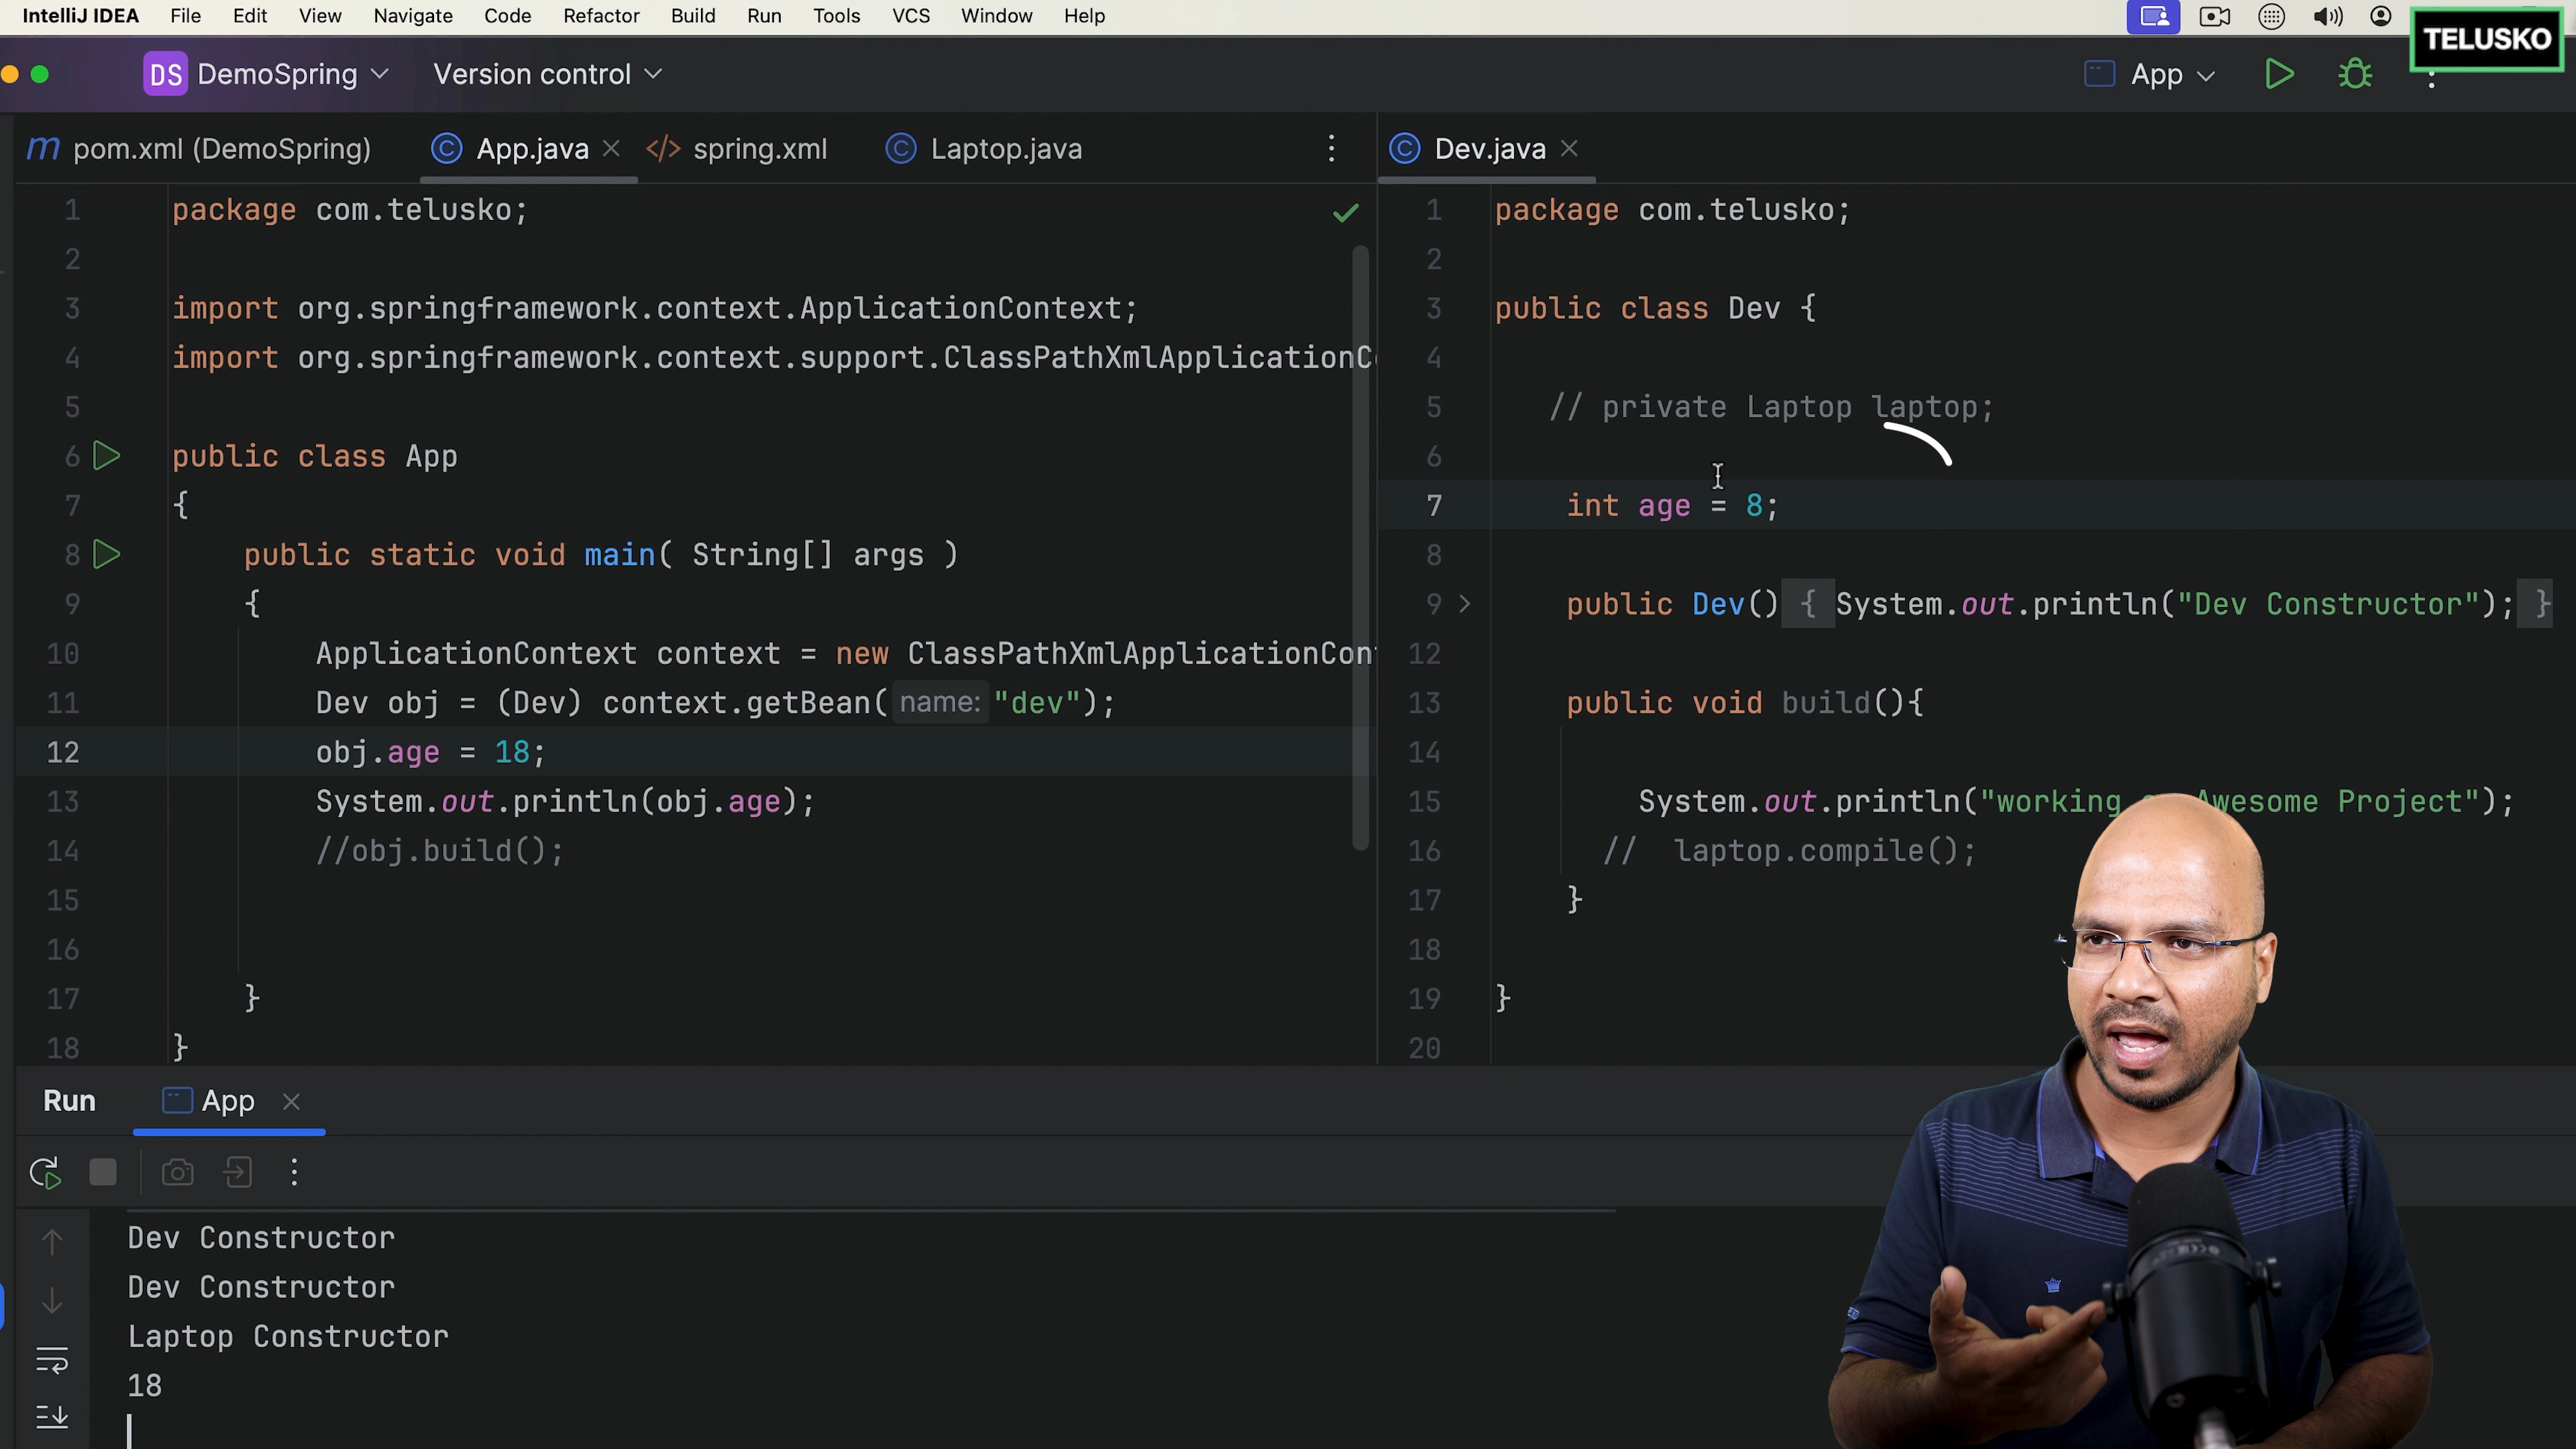 IntelliJ IDEA File Edit View Navigate Code Refactor Build Run Tools VCS Window Help
TELUSKO
DS DemoSpring Version control App
pom.xml (DemoSpring) App.java spring.xml Laptop.java
1 package com.telusko;
2
3 import org.springframework.context.ApplicationContext;
4 import org.springframework.context.support.ClassPathXmlApplicationC
5
6 public class App
7 {
8 public static void main( String[] args )
9 {
10 ApplicationContext context = new ClassPathXmlApplicationCon
11 Dev obj = (Dev) context.getBean( name: "dev");
12 obj.age = 18;
13 System.out.println(obj.age);
14 //obj.build();
15
16
17 }
18 }
Dev.java
1 package com.telusko;
2
3 public class Dev {
4
5 // private Laptop laptop;
6
7 int age = 8;
8
9 public Dev() { System.out.println("Dev Constructor"); }
12
13 public void build(){
14
15 System.out.println("working Awesome Project");
16 // laptop.compile();
17 }
18
19 }
20
Run App
Dev Constructor
Dev Constructor
Laptop Constructor
18